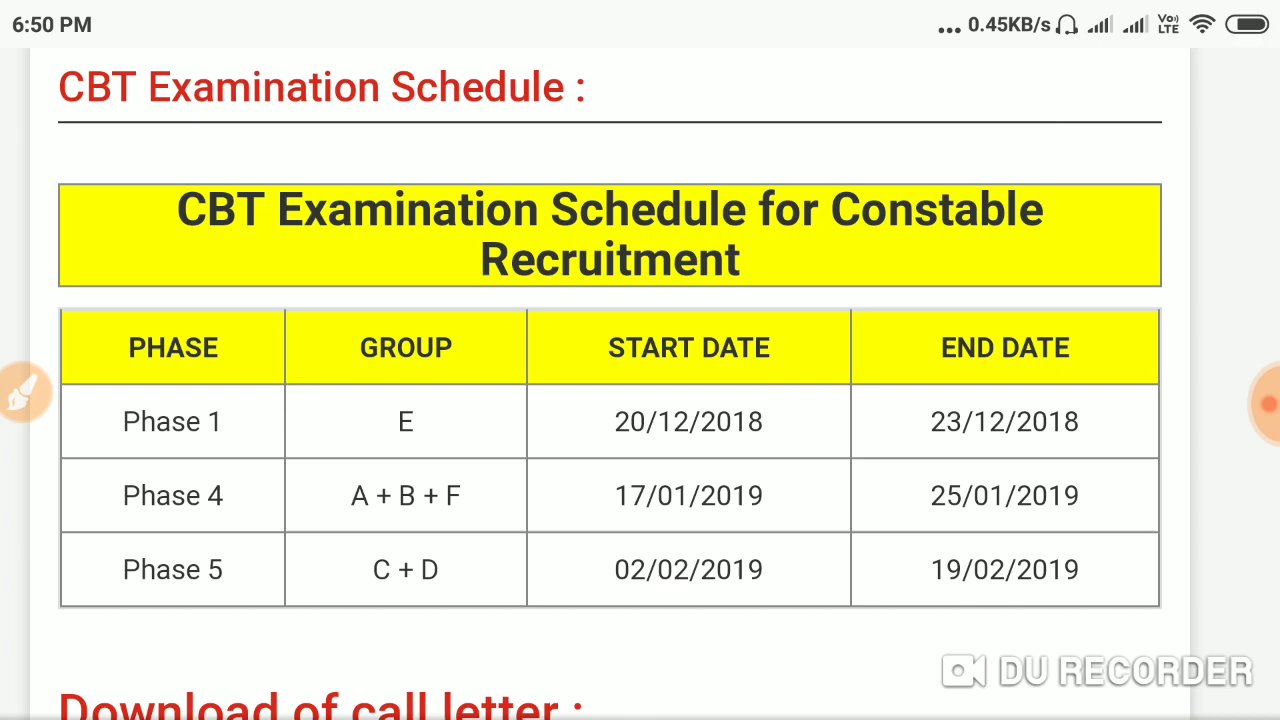 6:50 PM
... 0.45KB/s Vo) LTE
CBT Examination Schedule :
CBT Examination Schedule for Constable
Recruitment
PHASE GROUP START DATE END DATE
Phase 1 E 20/12/2018 23/12/2018
Phase 4 A + B + F 17/01/2019 25/01/2019
Phase 5 C + D 02/02/2019 19/02/2019
DU RECORDER
Download of call letter :